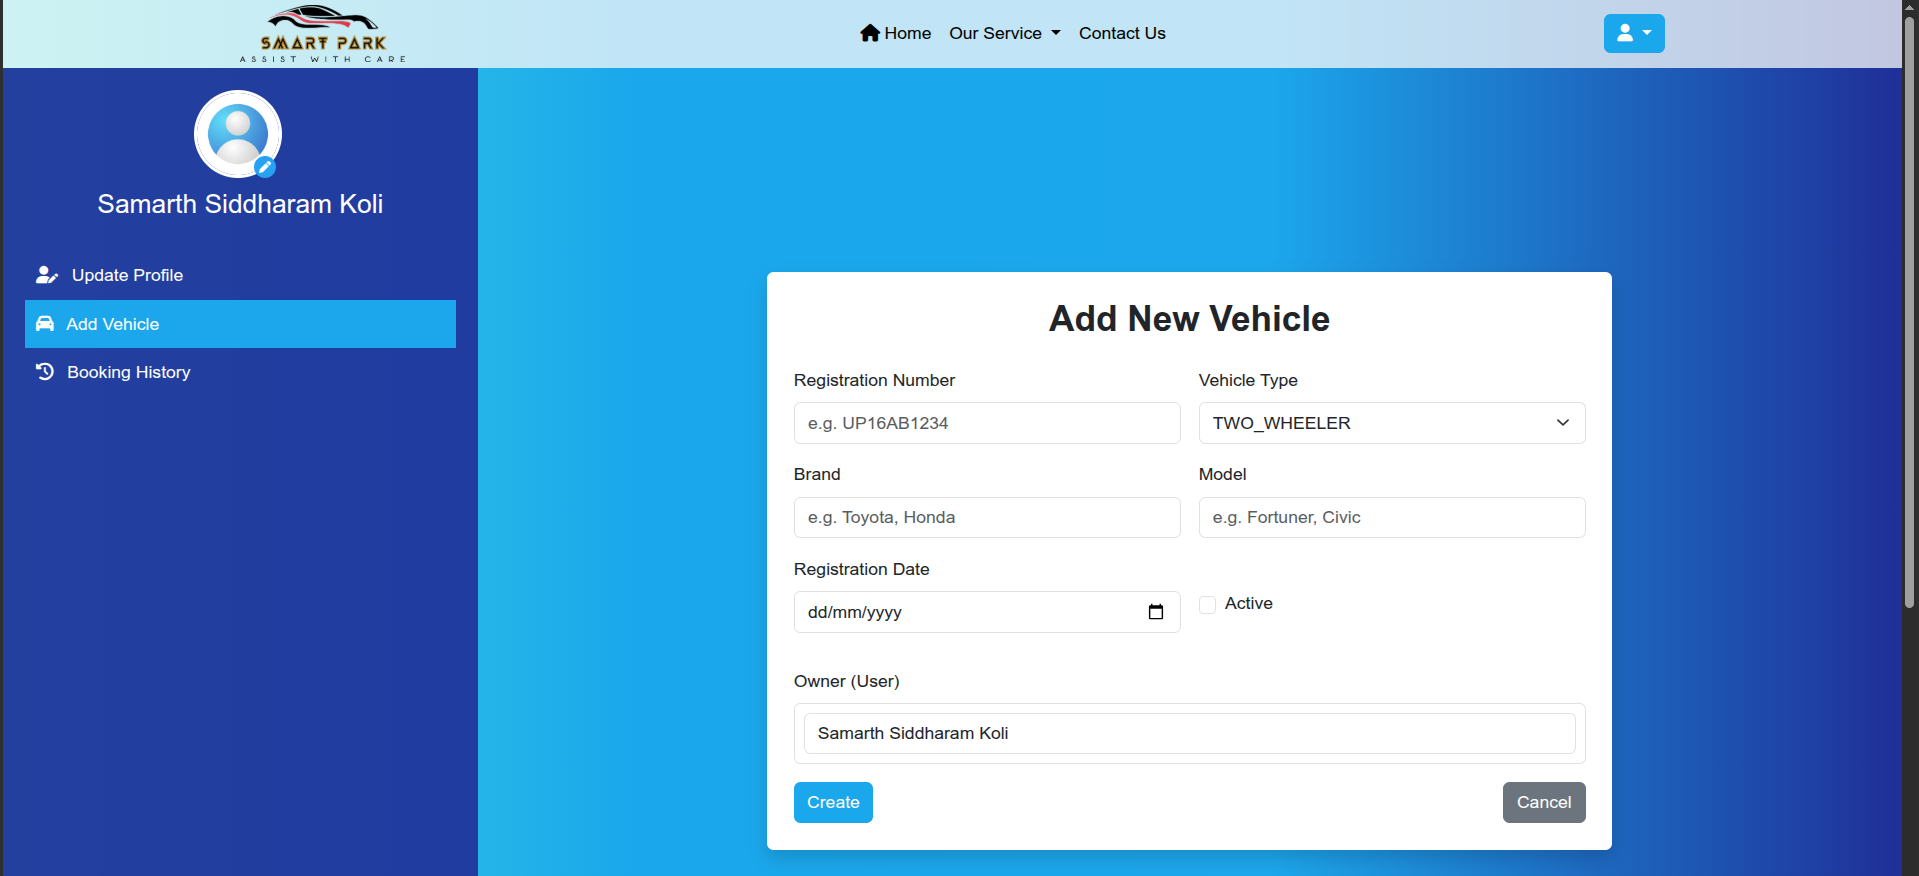 SMART PARK
ASSIST WITH CARE
Home
Our Service
Contact Us
Samarth Siddharam Koli
Update Profile
Add Vehicle
Booking History
Add New Vehicle
Registration Number
Vehicle Type
e.g. UP16AB1234
TWO_WHEELER
Brand
Model
e.g. Toyota, Honda
e.g. Fortuner, Civic
Registration Date
dd/mm/yyyy
Active
Owner (User)
Samarth Siddharam Koli
Create
Cancel